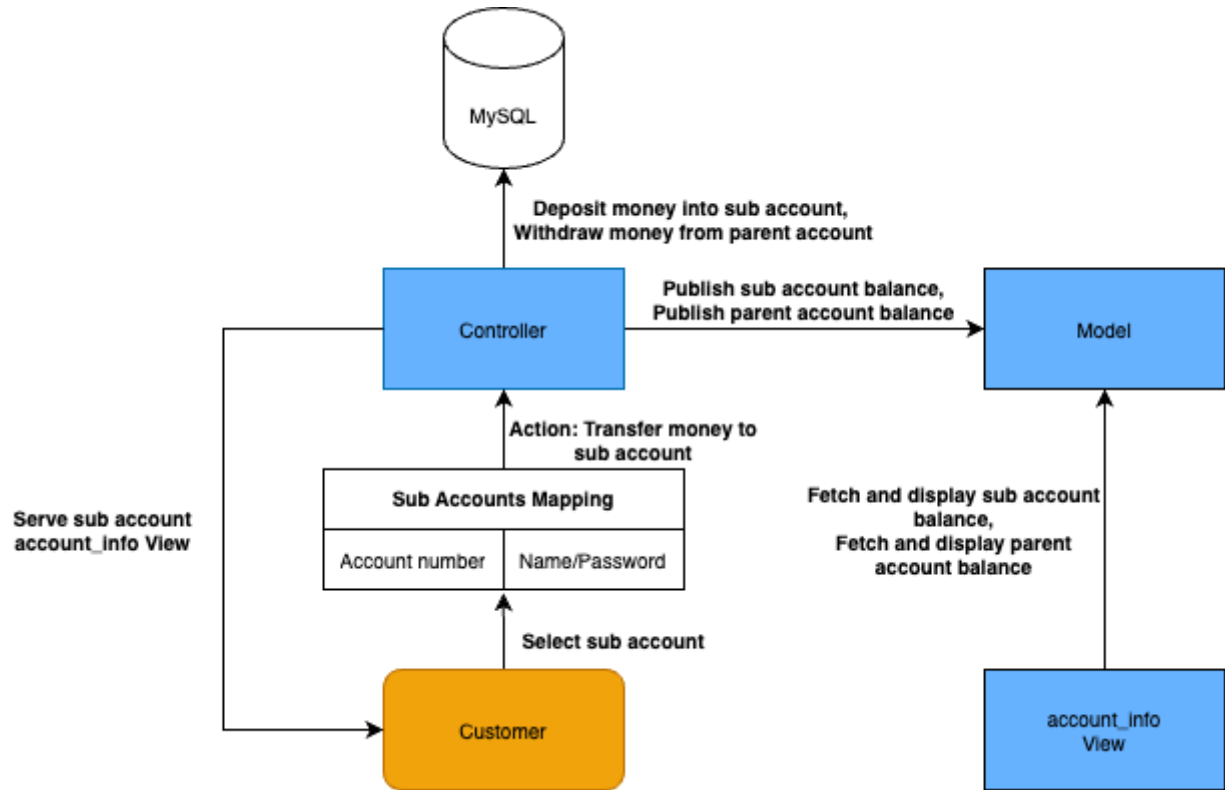 MySQL
Deposit money into sub account,
Withdraw money from parent account
Controller
Publish sub account balance,
Publish parent account balance
Model
Action: Transfer money to
sub account
Sub Accounts Mapping
Account number
Name/Password
Serve sub account
account_info View
Fetch and display sub account
balance,
Fetch and display parent
account balance
Select sub account
Customer
account_info
View